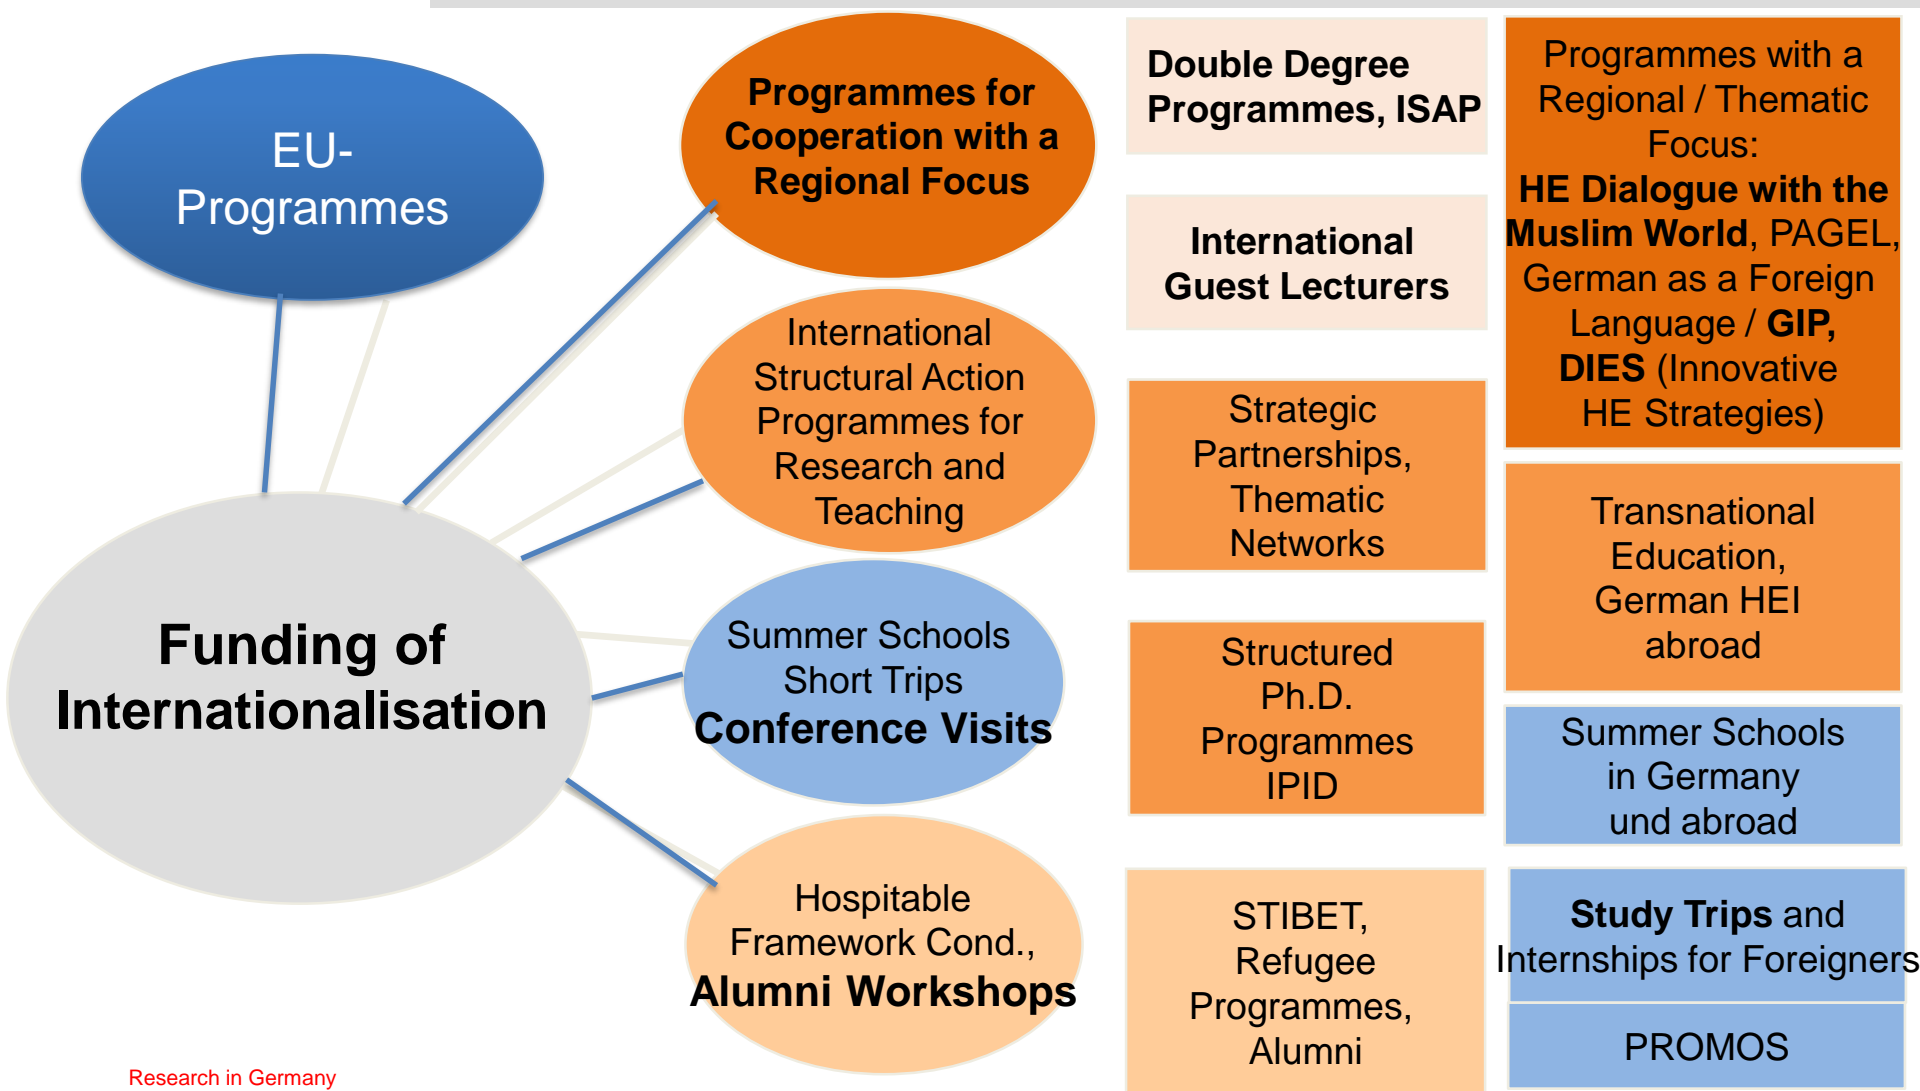 EU-
Programmes
Funding of
Internationalisation
Programmes for
Cooperation with a
Regional Focus
International
Structural Action
Programmes for
Research and
Teaching
Summer Schools
Short Trips
Conference Visits
Hospitable
Framework Cond.,
Alumni Workshops
Double Degree
Programmes, ISAP
International
Guest Lecturers
Strategic
Partnerships,
Thematic
Networks
Structured
Ph.D.
Programmes
IPID
STIBET,
Refugee
Programmes,
Alumni
Programmes with a
Regional / Thematic
Focus:
HE Dialogue with the
Muslim World, PAGEL,
German as a Foreign
Language / GIP,
DIES (Innovative
HE Strategies)
Transnational
Education,
German HEI
abroad
Summer Schools
in Germany
und abroad
Study Trips and
Internships for Foreigners
PROMOS
Research in Germany